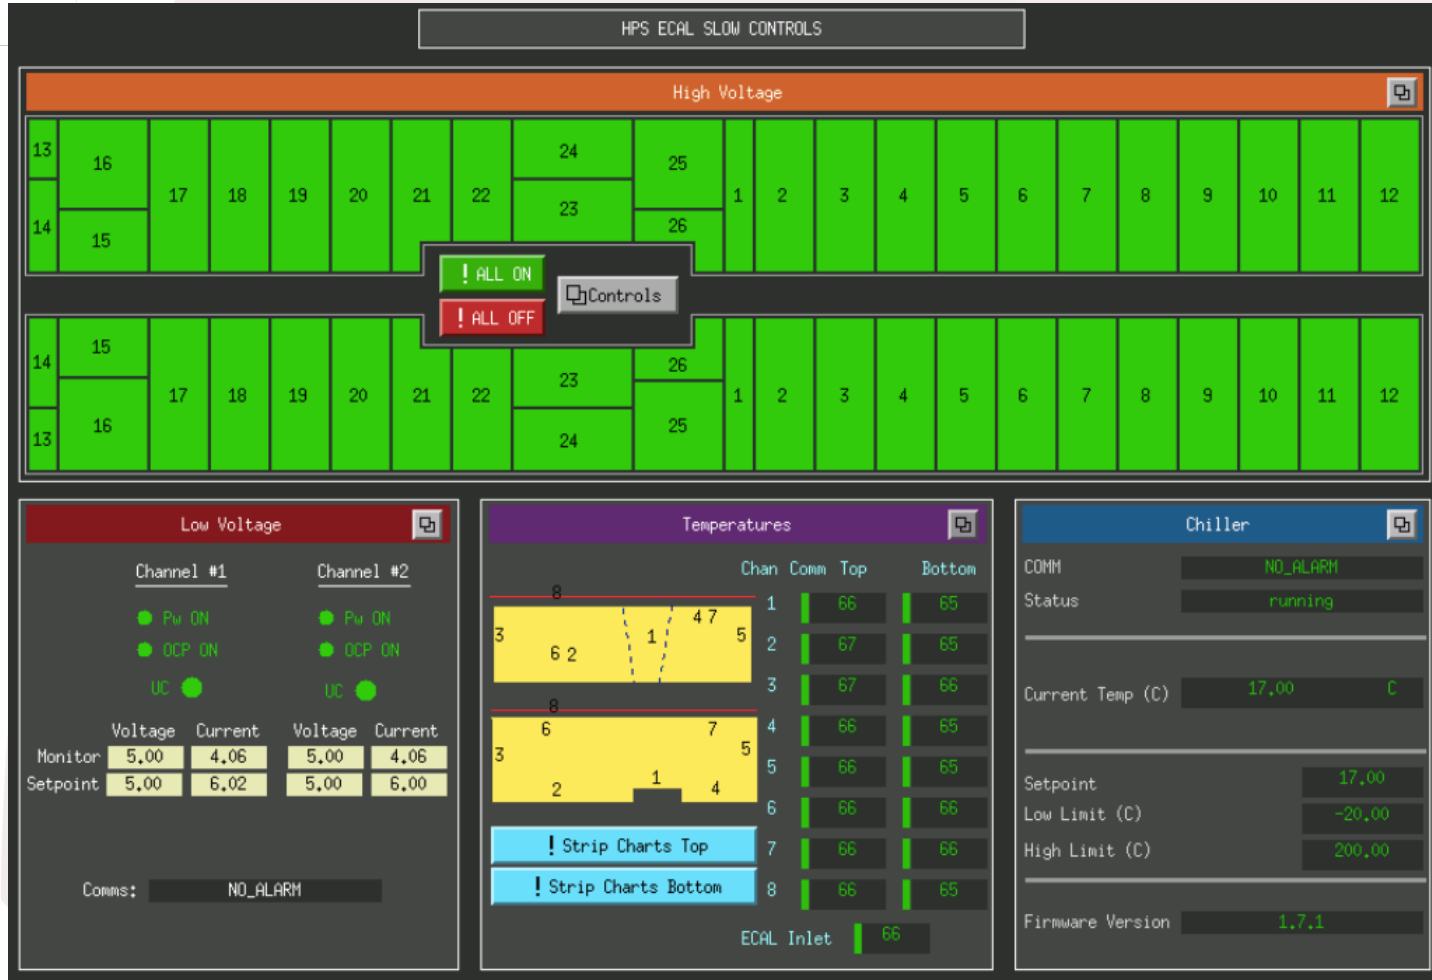 HPS ECAL SLOW CONTROLS
High Voltage
13 16 24 25
17 18 19 20 21 22 1 2 3 4 5 6 7 8 9 10 11 12
23
14 15 26
! ALL ON
Controls
! ALL OFF
14 15 26
23
17 18 19 20 21 22 1 2 3 4 5 6 7 8 9 10 11 12
13 16 24 25
Low Voltage
Channel #1 Channel #2
Pw ON Pw ON
OCP ON OCP ON
UC UC
Voltage Current Voltage Current
Monitor 5.00 4.06 5.00 4.06
Setpoint 5.00 6.02 5.00 6.00
Comms: NO_ALARM
Temperatures
8
3 6 2 1 4 7 5
8
3 6 7 5
2 1 4
! Strip Charts Top
! Strip Charts Bottom
Chan Comm Top Bottom
1 66 65
2 67 65
3 67 66
4 66 65
5 66 65
6 66 66
7 66 66
8 66 65
ECAL Inlet 66
Chiller
COMM NO_ALARM
Status running
Current Temp (C) 17.00 C
Setpoint 17.00
Low Limit (C) -20.00
High Limit (C) 200.00
Firmware Version 1.7.1